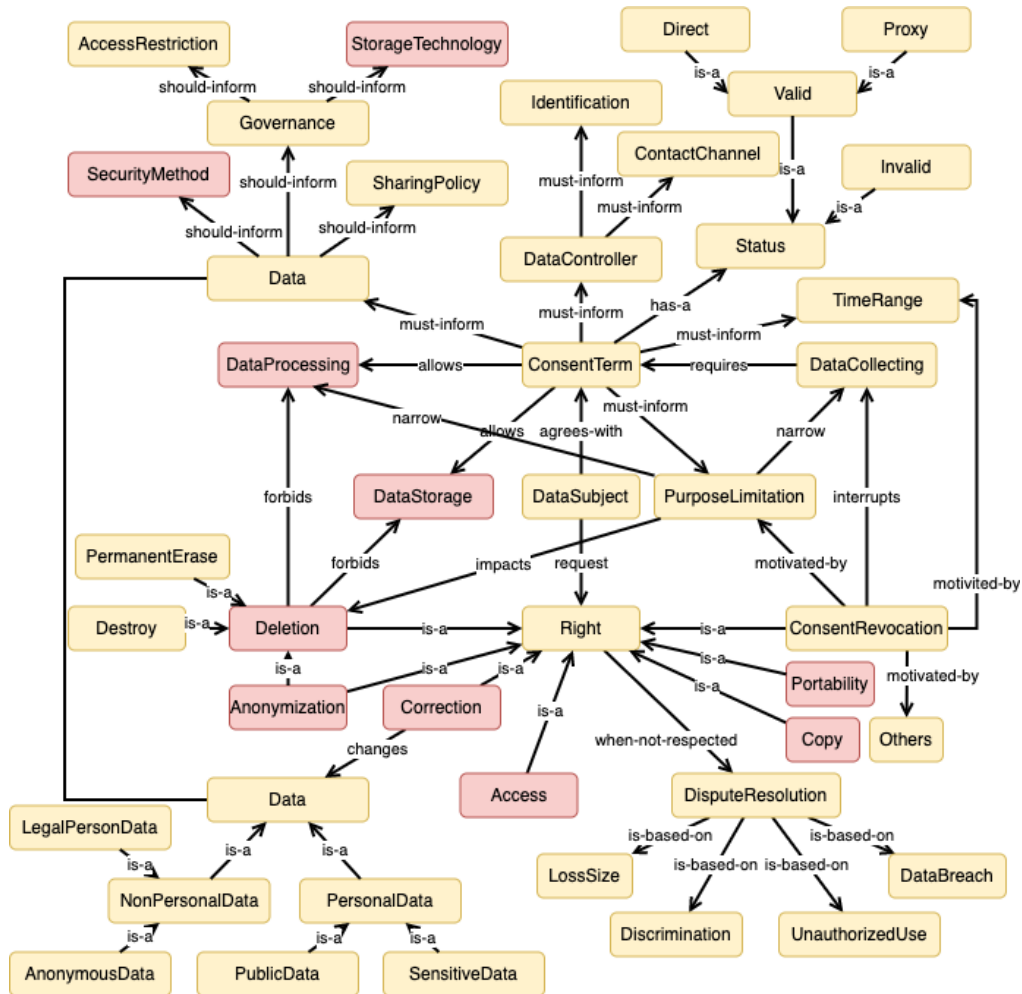 Direct
Proxy
AccessRestriction
StorageTechnology
is-a
is-a
should-inform
should-inform
Identification
Valid
Governance
ContactChannel
SecurityMethod
should-inform
SharingPolicy
must-inform
is-a
Invalid
must-inform
is-a
should-inform
should-inform
DataController
Status
Data
TimeRange
has-a
must-inform
must-inform
must-inform
DataProcessing
allows
ConsentTerm
requires
DataCollecting
narrow
must-inform
allows
agrees-with
narrow
forbids
DataStorage
DataSubject
PurposeLimitation
interrupts
PermanentErase
forbids
impacts
request
motivated-by
motivited-by
is-a
Destroy
is-a
Deletion
is-a
Right
is-a
ConsentRevocation
is-a
is-a
is-a
is-a
motivated-by
Anonymization
Correction
is-a
Portability
is-a
changes
when-not-respected
Copy
Others
Data
Access
DisputeResolution
LegalPersonData
is-based-on
is-based-on
is-a
is-a
is-a
is-based-on
is-based-on
LossSize
DataBreach
NonPersonalData
PersonalData
is-a
is-a
is-a
Discrimination
UnauthorizedUse
AnonymousData
PublicData
SensitiveData